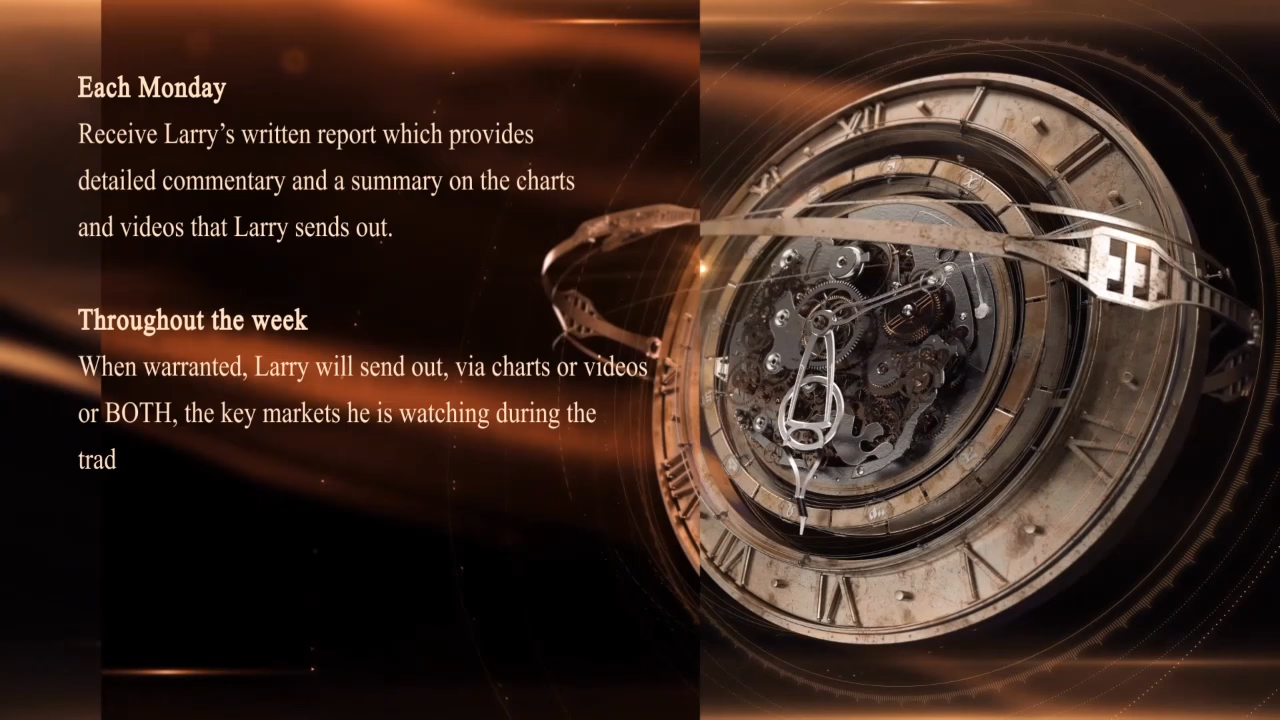 Each Monday
Receive Larry’s written report which provides
detailed commentary and a summary on the charts
and videos that Larry sends out.
Throughout the week
When warranted, Larry will send out, via charts or videos
or BOTH, the key markets he is watching during the
trad